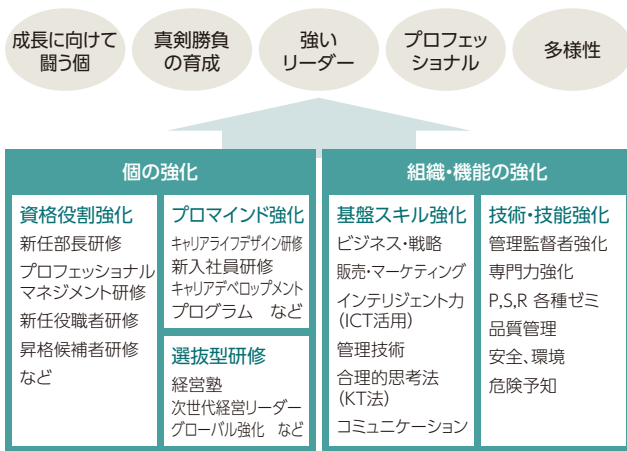 成長に向けて
闘う個
真剣勝負
の育成
強い
リーダー
プロフェッ
ショナル
多様性
個の強化
資格役割強化
新任部長研修
プロフェッショナル
マネジメント研修
新任役職者研修
昇格候補者研修
など
プロマインド強化
キャリアライフデザイン研修
新入社員研修
キャリアデベロップメント
プログラム など
選抜型研修
経営塾
次世代経営リーダー
グローバル強化 など
組織・機能の強化
基盤スキル強化
ビジネス・戦略
販売・マーケティング
インテリジェント力
(ICT活用)
管理技術
合理的思考法
(KT法)
コミュニケーション
技術・技能強化
管理監督者強化
専門力強化
P,S,R 各種ゼミ
品質管理
安全、環境
危険予知